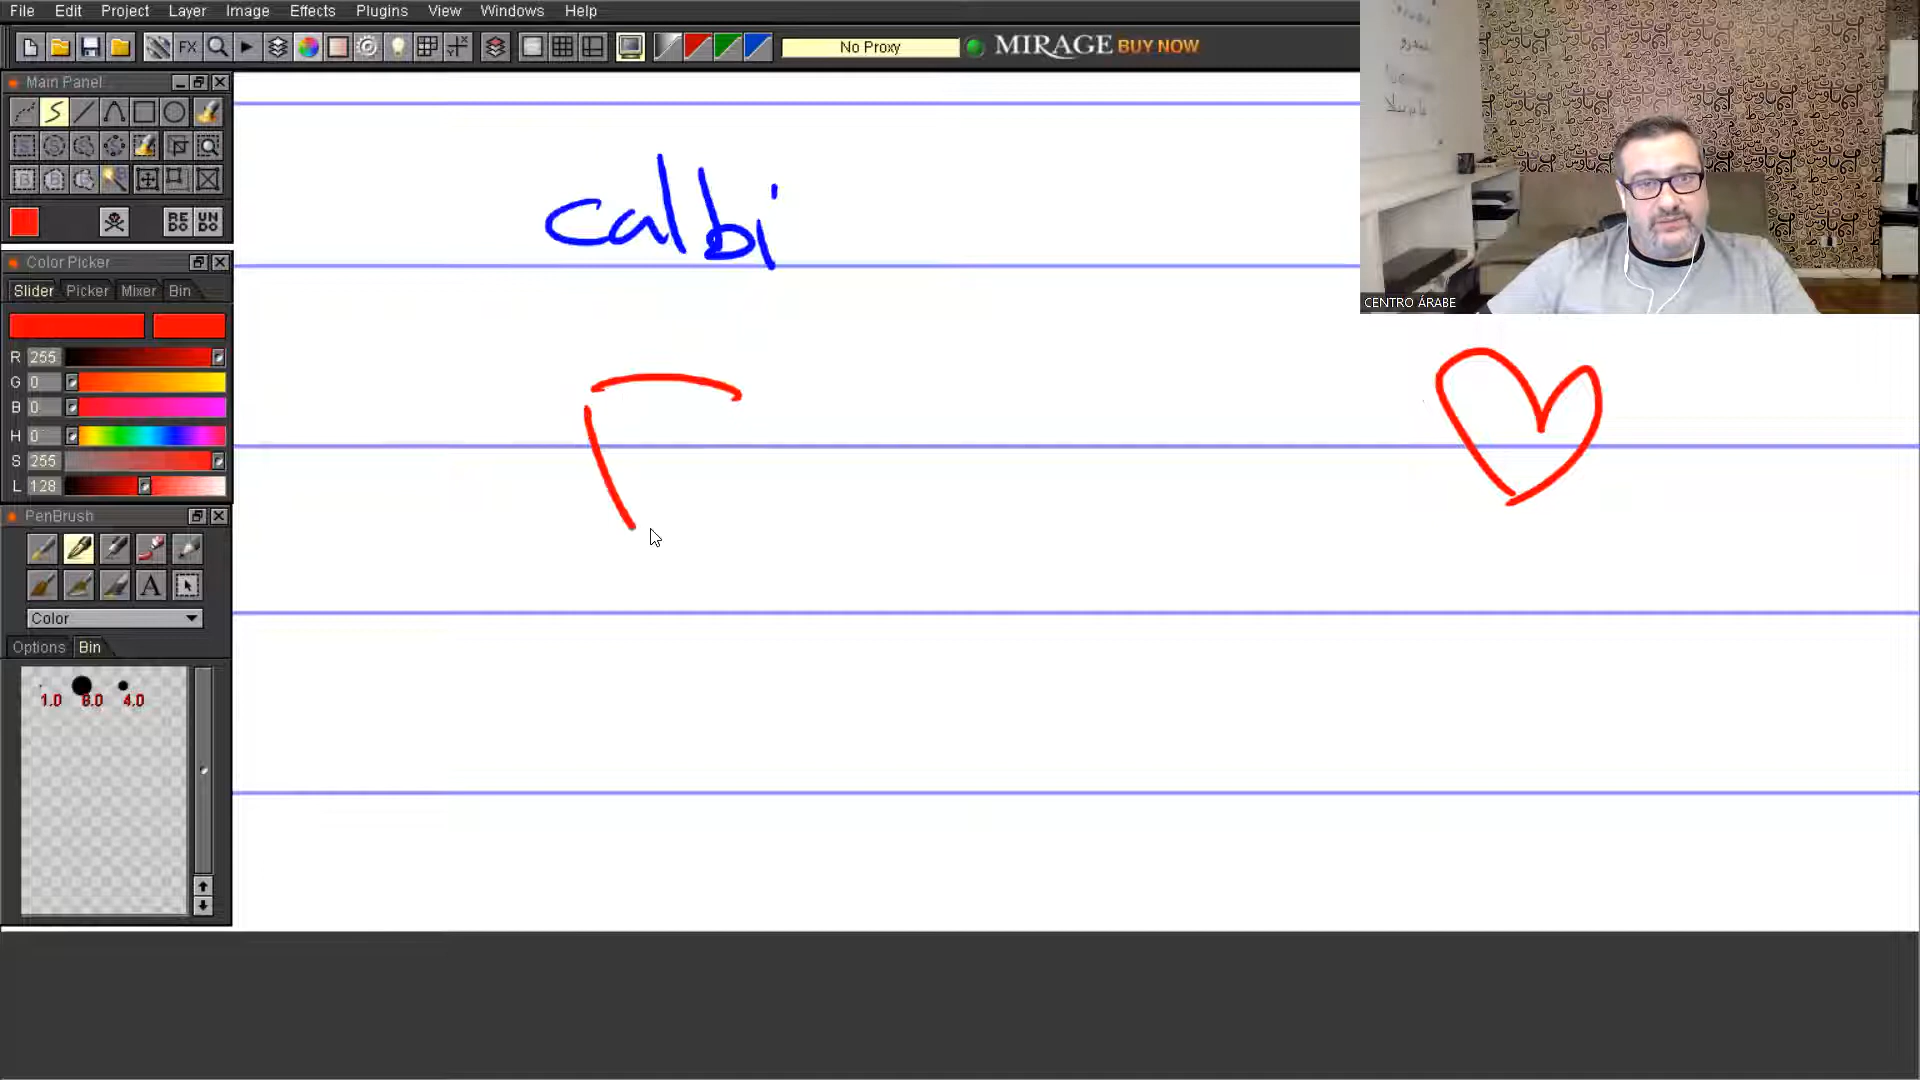 File Edit Project Layer Image Effects Plugins View Windows Help
FX No Proxy MIRAGE BUY NOW
Main Panel
RE DO UN DO
Color Picker
Slider Picker Mixer Bin
R 255
G 0
B 0
H 0
S 255
L 128
PenBrush
A
Color
Options Bin
1.0 6.0 4.0
calbi
CENTRO ÁRABE